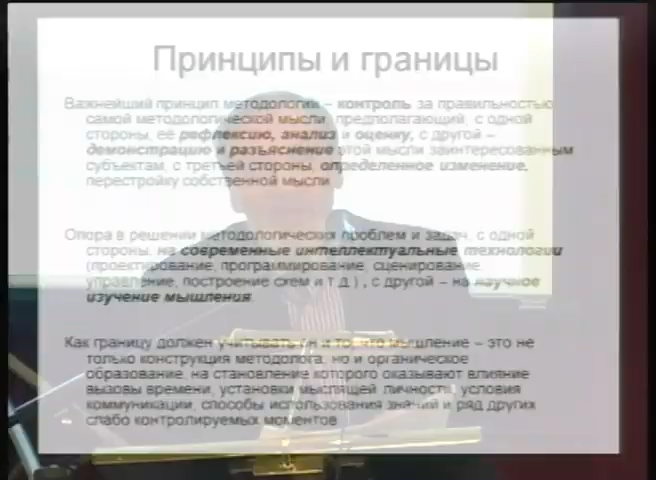 Принципы и границы
Важнейший принцип методологии – контроль за правильностью
самой методологической мысли, предполагающий, с одной
стороны, её рефлексию, анализ и оценку, с другой –
демонстрацию и разъяснение этой мысли заинтересованным
субъектам, с третьей стороны, определенное изменение,
перестройку собственной мысли.
Опора в решении методологических проблем и задач, с одной
стороны, на современные интеллектуальные технологии
(проектирование, программирование, сценирование,
управление, построение схем и т.д.), с другой – на научное
изучение мышления.
Как границу должен учитывать он и то, что мышление – это не
только конструкция методолога, но и органическое
образование, на становление которого оказывают влияние
вызовы времени, установки мыслящей личности, условия
коммуникации, способы использования знаний и ряд других
слабо контролируемых моментов.